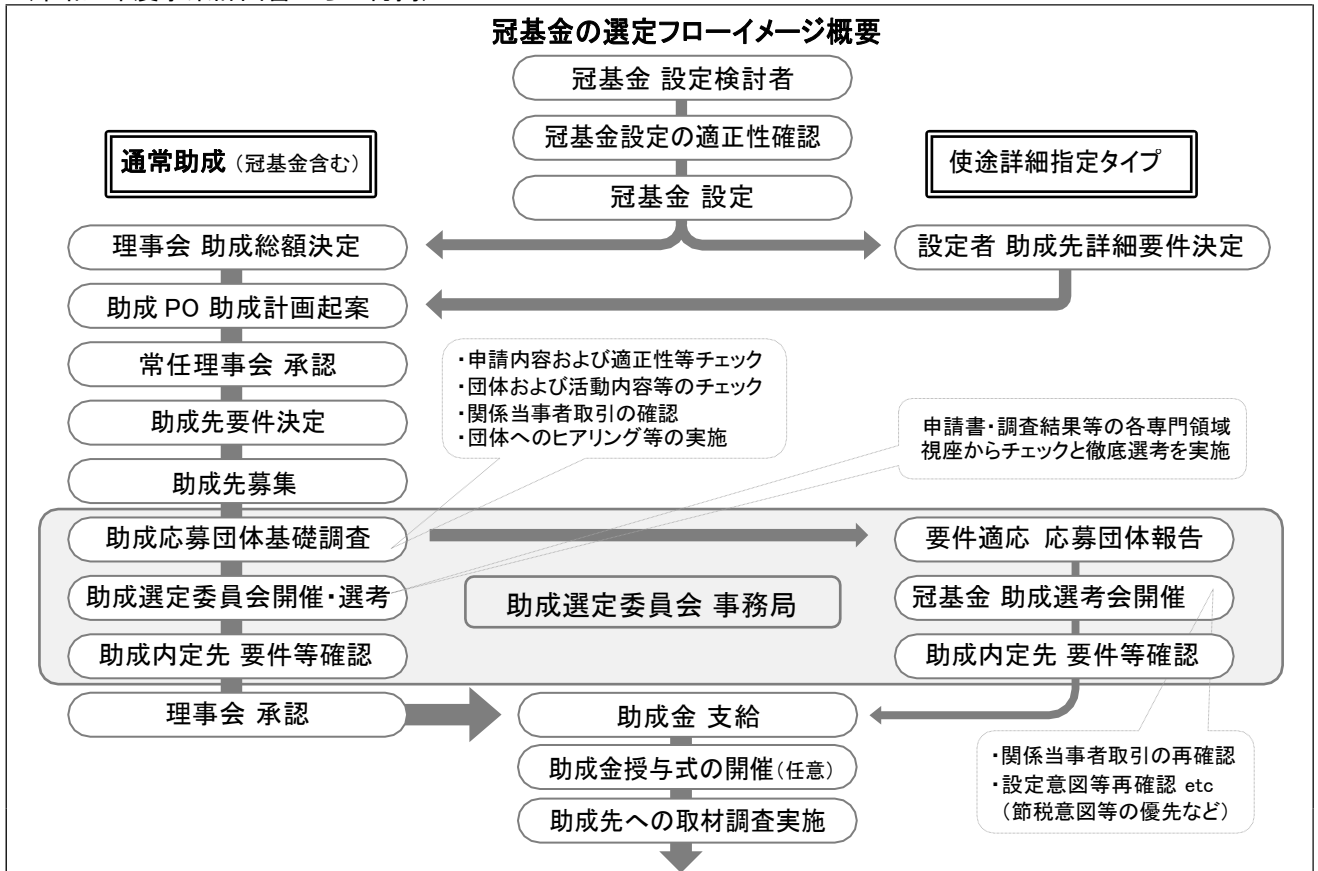 冠基金の選定フローイメージ概要
冠基金 設定検討者
冠基金設定の適正性確認
冠基金 設定
通常助成（冠基金含む）
使途詳細指定タイプ
理事会 助成総額決定
設定者 助成先詳細要件決定
助成 PO 助成計画起案
常任理事会 承認
助成先要件決定
助成先募集
・申請内容および適正性等チェック
・団体および活動内容等のチェック
・関係当事者取引の確認
・団体へのヒアリング等の実施
申請書・調査結果等の各専門領域
視座からチェックと徹底選考を実施
助成応募団体基礎調査
要件適応 応募団体報告
助成選定委員会開催・選考
助成選定委員会 事務局
冠基金 助成選考会開催
助成内定先 要件等確認
助成内定先 要件等確認
理事会 承認
助成金 支給
助成金授与式の開催（任意）
助成先への取材調査実施
・関係当事者取引の再確認
・設定意図等再確認 etc
（節税意図等の優先など）